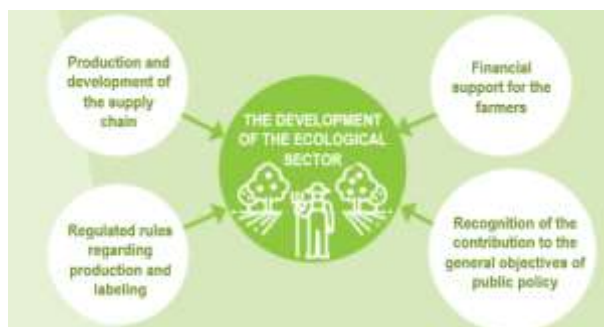 Production and
development of
the supply
chain
Financial
support for the
farmers
THE DEVELOPMENT
OF THE ECOLOGICAL
SECTOR
Regulated rules
regarding
production and
labeling
Recognition of the
contribution to the
general objectives of
public policy